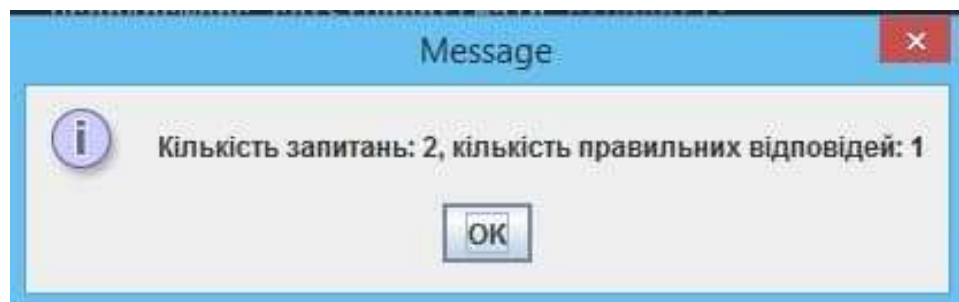 Message
Кількість запитань: 2, кількість правильних відповідей: 1
OK